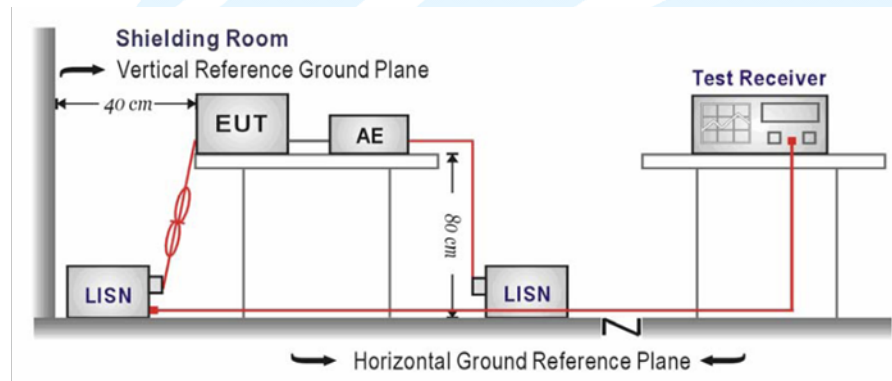 Shielding Room
Vertical Reference Ground Plane
Test Receiver
40 cm
EUT
AE
80 cm
LISN
LISN
Horizontal Ground Reference Plane